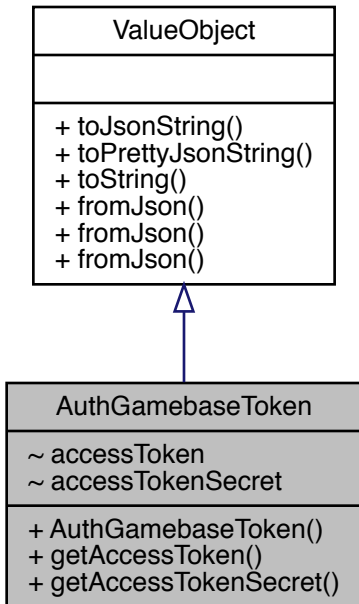 ValueObject
+ toJsonString()
+ toPrettyJsonString()
+ toString()
+ fromJson()
+ fromJson()
+ fromJson()
AuthGamebaseToken
~ accessToken
~ accessTokenSecret
+ AuthGamebaseToken()
+ getAccessToken()
+ getAccessTokenSecret()